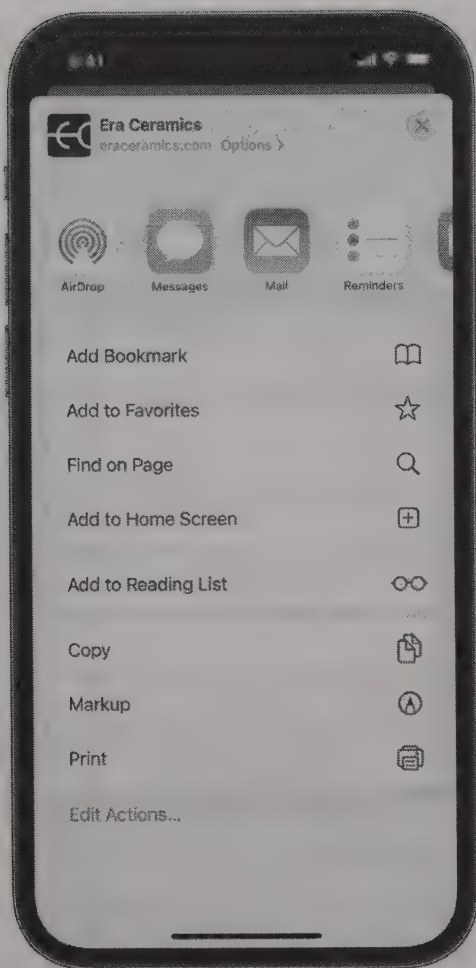 9:41
Era Ceramics
eraceramics.com Options >
AirDrop
Messages
Mail
Reminders
Add Bookmark
Add to Favorites
Find on Page
Add to Home Screen
Add to Reading List
Copy
Markup
Print
Edit Actions...